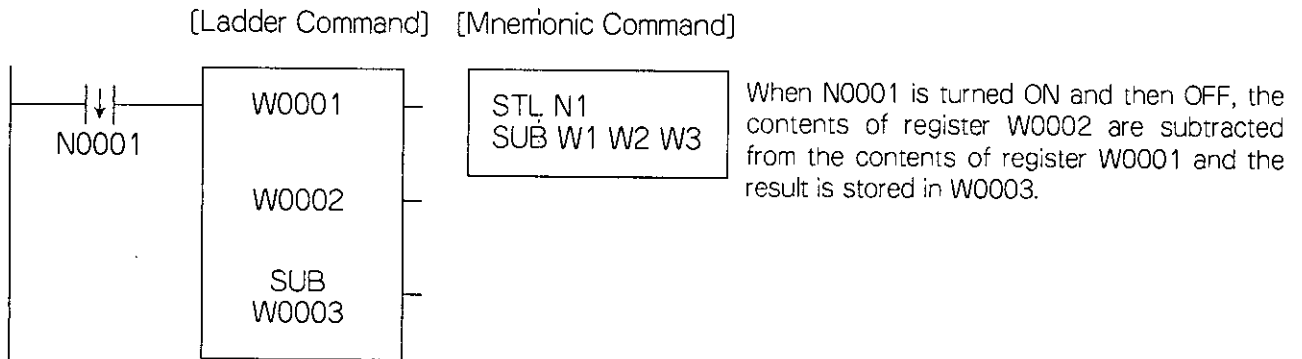 [Ladder Command] [Mnemonic Command]
N0001
W0001
W0002
SUB
W0003
STL N1
SUB W1 W2 W3
When N0001 is turned ON and then OFF, the
contents of register W0002 are subtracted
from the contents of register W0001 and the
result is stored in W0003.